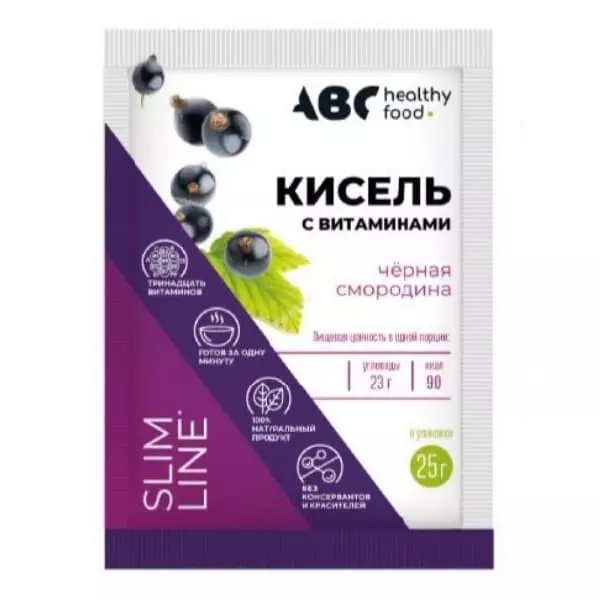 ABC healthy
food.
КИСЕЛЬ
С ВИТАМИНАМИ
чёрная
смородина
Пищевая ценность в одной порции:
углеводы
23 г
ккал
90
в упаковке
25 г
ТРИНАДЦАТЬ
ВИТАМИНОВ
ГОТОВ ЗА ОДНУ
МИНУТУ
100%
НАТУРАЛЬНЫЙ
ПРОДУКТ
БЕЗ
КОНСЕРВАНТОВ
И КРАСИТЕЛЕЙ
SLIM
LINE